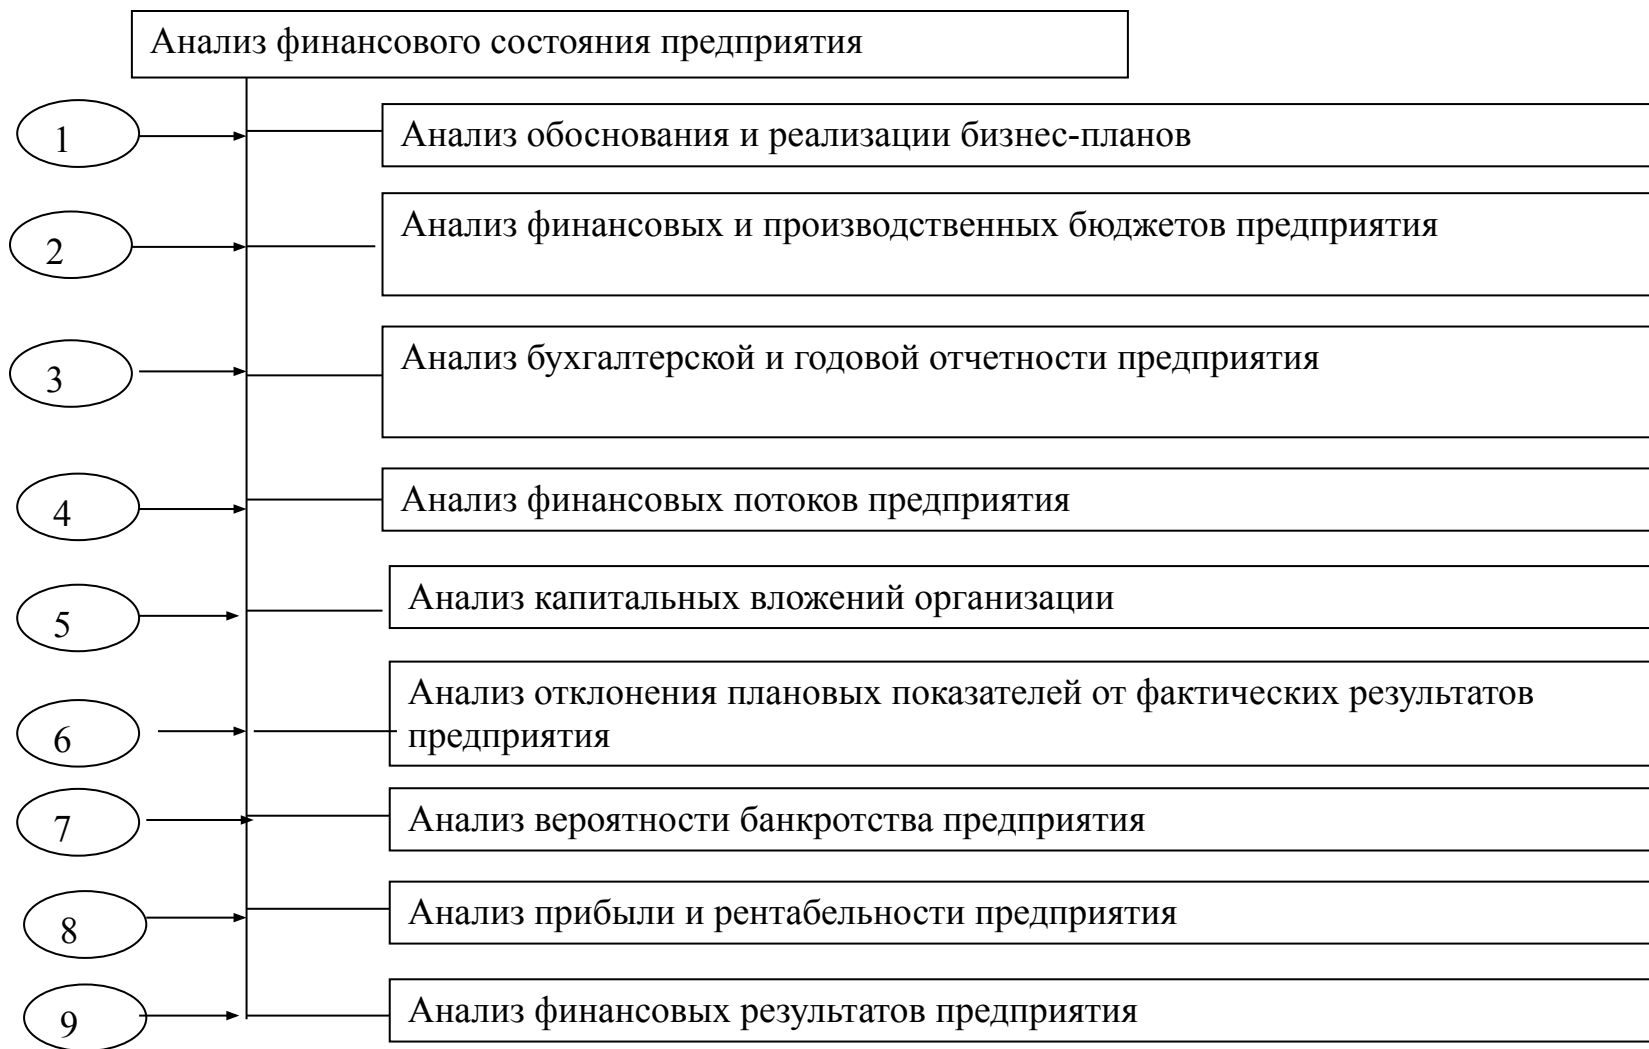 Анализ финансового состояния предприятия
1
Анализ обоснования и реализации бизнес-планов
2
Анализ финансовых и производственных бюджетов предприятия
3
Анализ бухгалтерской и годовой отчетности предприятия
4
Анализ финансовых потоков предприятия
5
Анализ капитальных вложений организации
6
Анализ отклонения плановых показателей от фактических результатов
предприятия
7
Анализ вероятности банкротства предприятия
8
Анализ прибыли и рентабельности предприятия
9
Анализ финансовых результатов предприятия